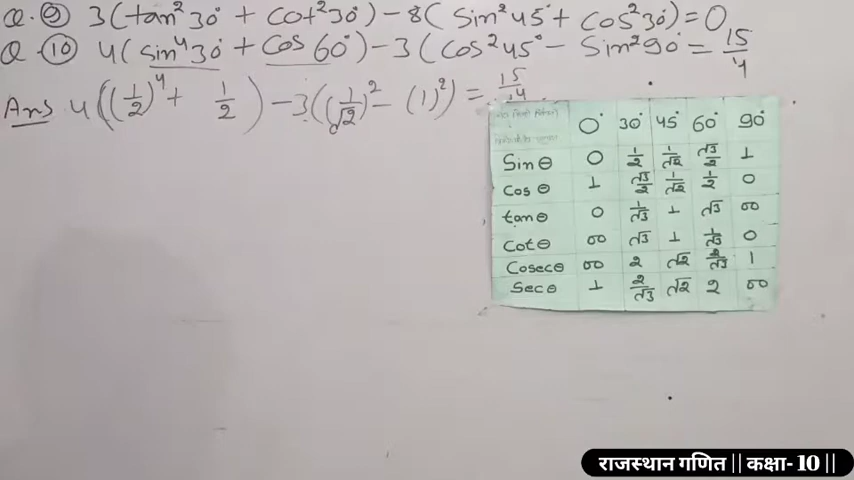 Q. 9 3(tan²30° + Cot²30°) - 8(Sin²45° + Cos²30°) = 0
Q. 10 4(sin⁴30° + Cos 60°) - 3(Cos²45° - Sin²90° = 15/4
Ans 4((1/2)⁴ + 1/2) - 3((1/√2)² - (1)²) = 15/4
0° 30° 45° 60° 90°
Sinθ 0 1/2 1/√2 √3/2 1
Cosθ 1 √3/2 1/√2 1/2 0
tanθ 0 1/√3 1 √3 ∞
Cotθ ∞ √3 1 1/√3 0
Cosecθ ∞ 2 √2 2/√3 1
Secθ 1 2/√3 √2 2 ∞
राजस्थान गणित || कक्षा- 10 ||